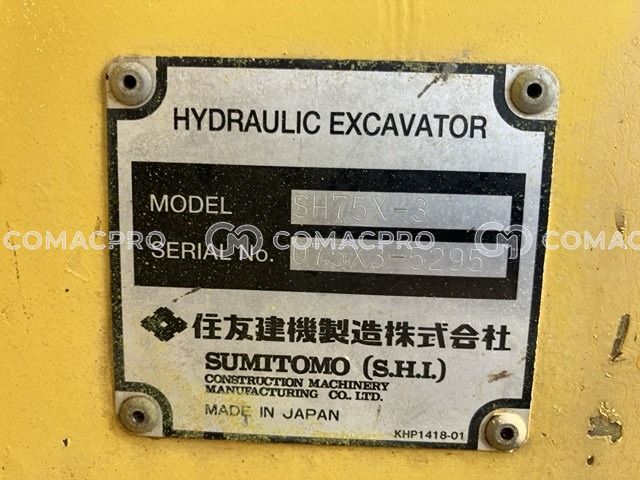 HYDRAULIC EXCAVATOR
MODEL SH75X-3
COMACPRO COMACPRO COMACPRO
SERIAL No. 075X3-5295
住友建機製造株式会社
SUMITOMO (S.H.I.)
CONSTRUCTION MACHINERY
MANUFACTURING CO., LTD.
MADE IN JAPAN
KHP1418-01